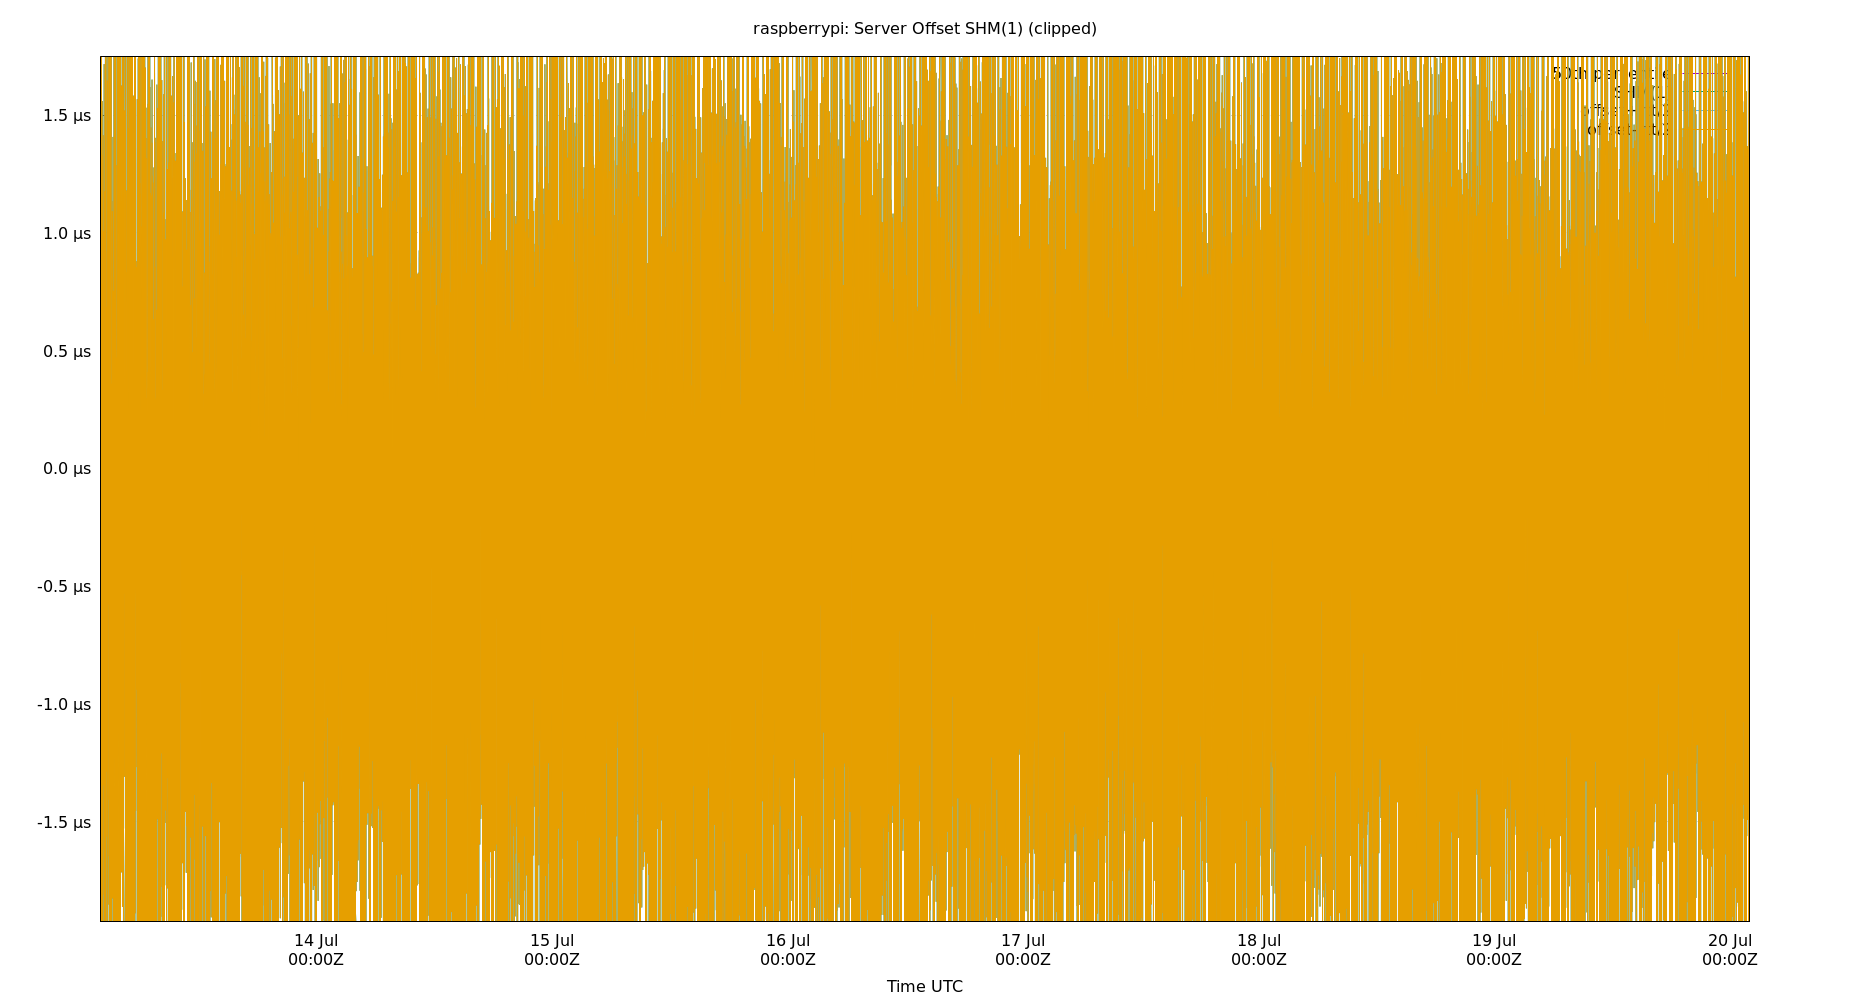 raspberrypi: Server Offset SHM(1) (clipped)
1.5 µs
1.0 µs
0.5 µs
0.0 µs
-0.5 µs
-1.0 µs
-1.5 µs
14 Jul
00:00Z
15 Jul
00:00Z
16 Jul
00:00Z
17 Jul
00:00Z
18 Jul
00:00Z
19 Jul
00:00Z
20 Jul
00:00Z
Time UTC